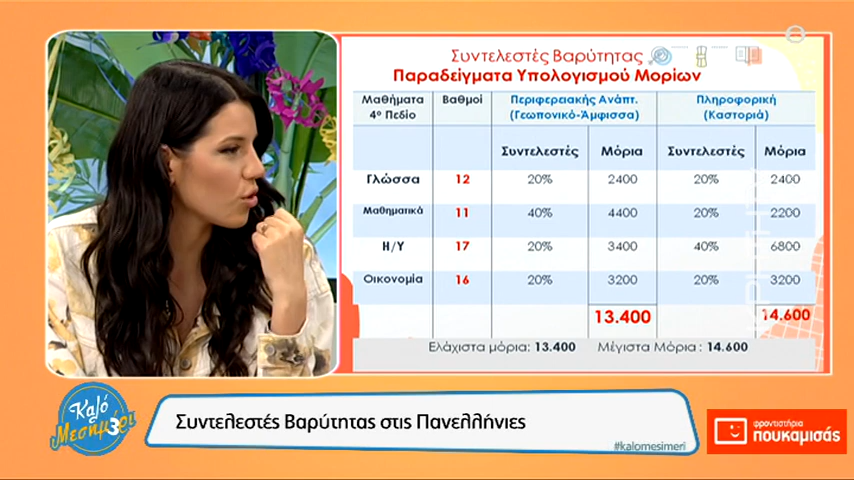 Συντελεστές Βαρύτητας
Παραδείγματα Υπολογισμού Μορίων
Μαθήματα 4º Πεδίο Βαθμοί Περιφερειακής Ανάπτ. (Γεωπονικό-Άμφισσα) Πληροφορική (Καστοριά)
Συντελεστές Μόρια Συντελεστές Μόρια
Γλώσσα 12 20% 2400 20% 2400
Μαθηματικά 11 40% 4400 20% 2200
Η/Υ 17 20% 3400 40% 6800
Οικονομία 16 20% 3200 20% 3200
13.400 14.600
Ελάχιστα μόρια: 13.400 Μέγιστα Μόρια : 14.600
Καλό
Μεσημ3ρι
Συντελεστές Βαρύτητας στις Πανελλήνιες
#kalomesimeri
φροντιστήρια
πουκαμισάς